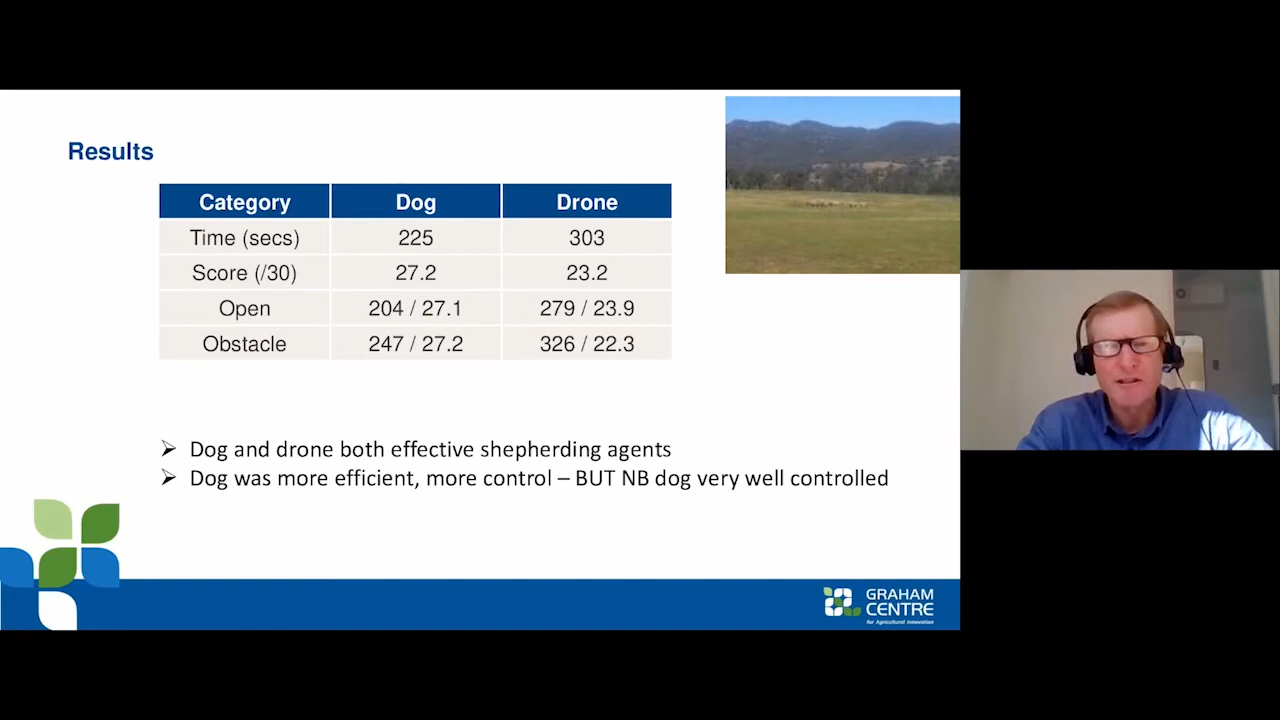 Results
Category Dog Drone
Time (secs) 225 303
Score (/30) 27.2 23.2
Open 204 / 27.1 279 / 23.9
Obstacle 247 / 27.2 326 / 22.3
➢ Dog and drone both effective shepherding agents
➢ Dog was more efficient, more control – BUT NB dog very well controlled
GRAHAM
CENTRE
for Agricultural Innovation